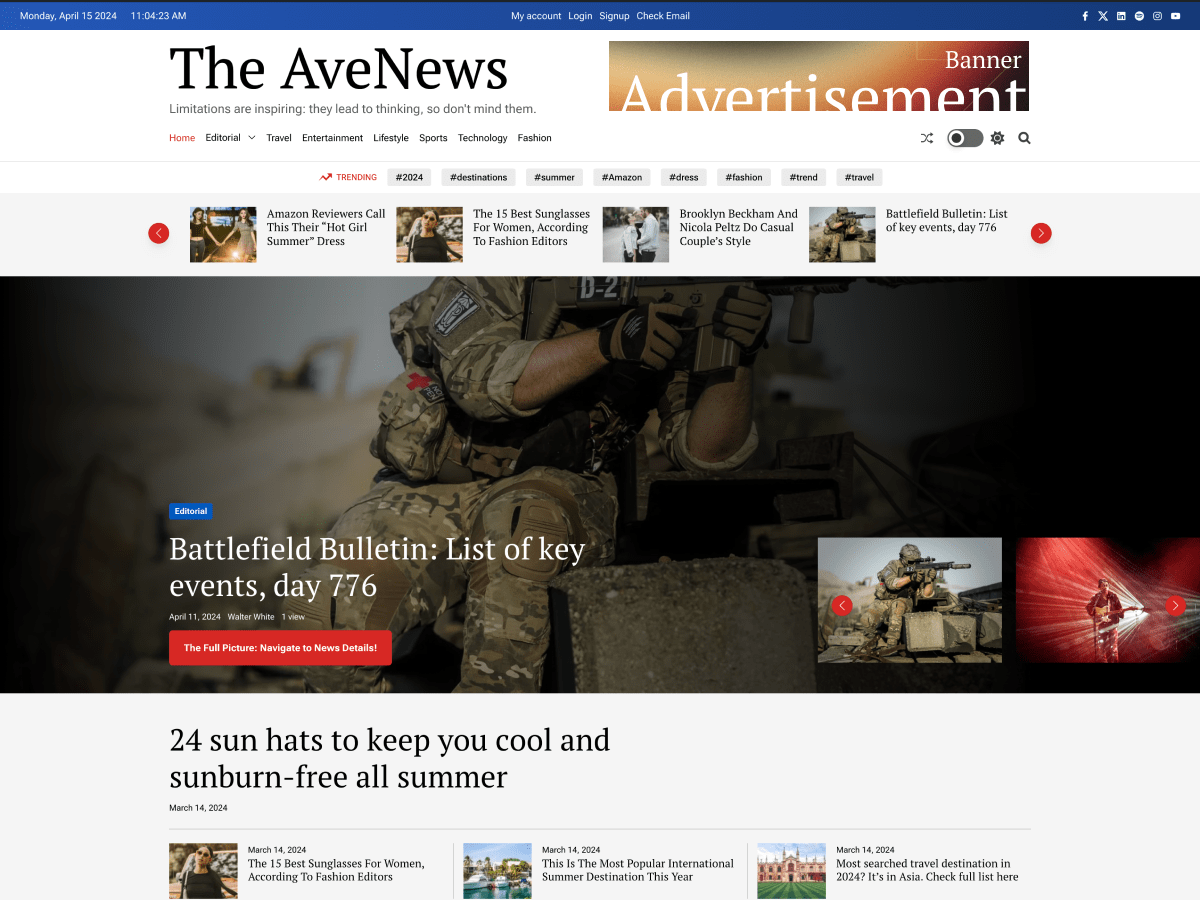 Monday, April 15 2024 11:04:23 AM
My account Login Signup Check Email
The AveNews
Limitations are inspiring: they lead to thinking, so don't mind them.
Banner
Advertisement
Home Editorial Travel Entertainment Lifestyle Sports Technology Fashion
TRENDING #2024 #destinations #summer #Amazon #dress #fashion #trend #travel
Amazon Reviewers Call
This Their “Hot Girl
Summer” Dress
The 15 Best Sunglasses
For Women, According
To Fashion Editors
Brooklyn Beckham And
Nicola Peltz Do Casual
Couple’s Style
Battlefield Bulletin: List
of key events, day 776
D-2
Editorial
Battlefield Bulletin: List of key
events, day 776
April 11, 2024 Walter White 1 view
The Full Picture: Navigate to News Details!
24 sun hats to keep you cool and
sunburn-free all summer
March 14, 2024
March 14, 2024
The 15 Best Sunglasses For Women,
According To Fashion Editors
March 14, 2024
This Is The Most Popular International
Summer Destination This Year
March 14, 2024
Most searched travel destination in
2024? It’s in Asia. Check full list here